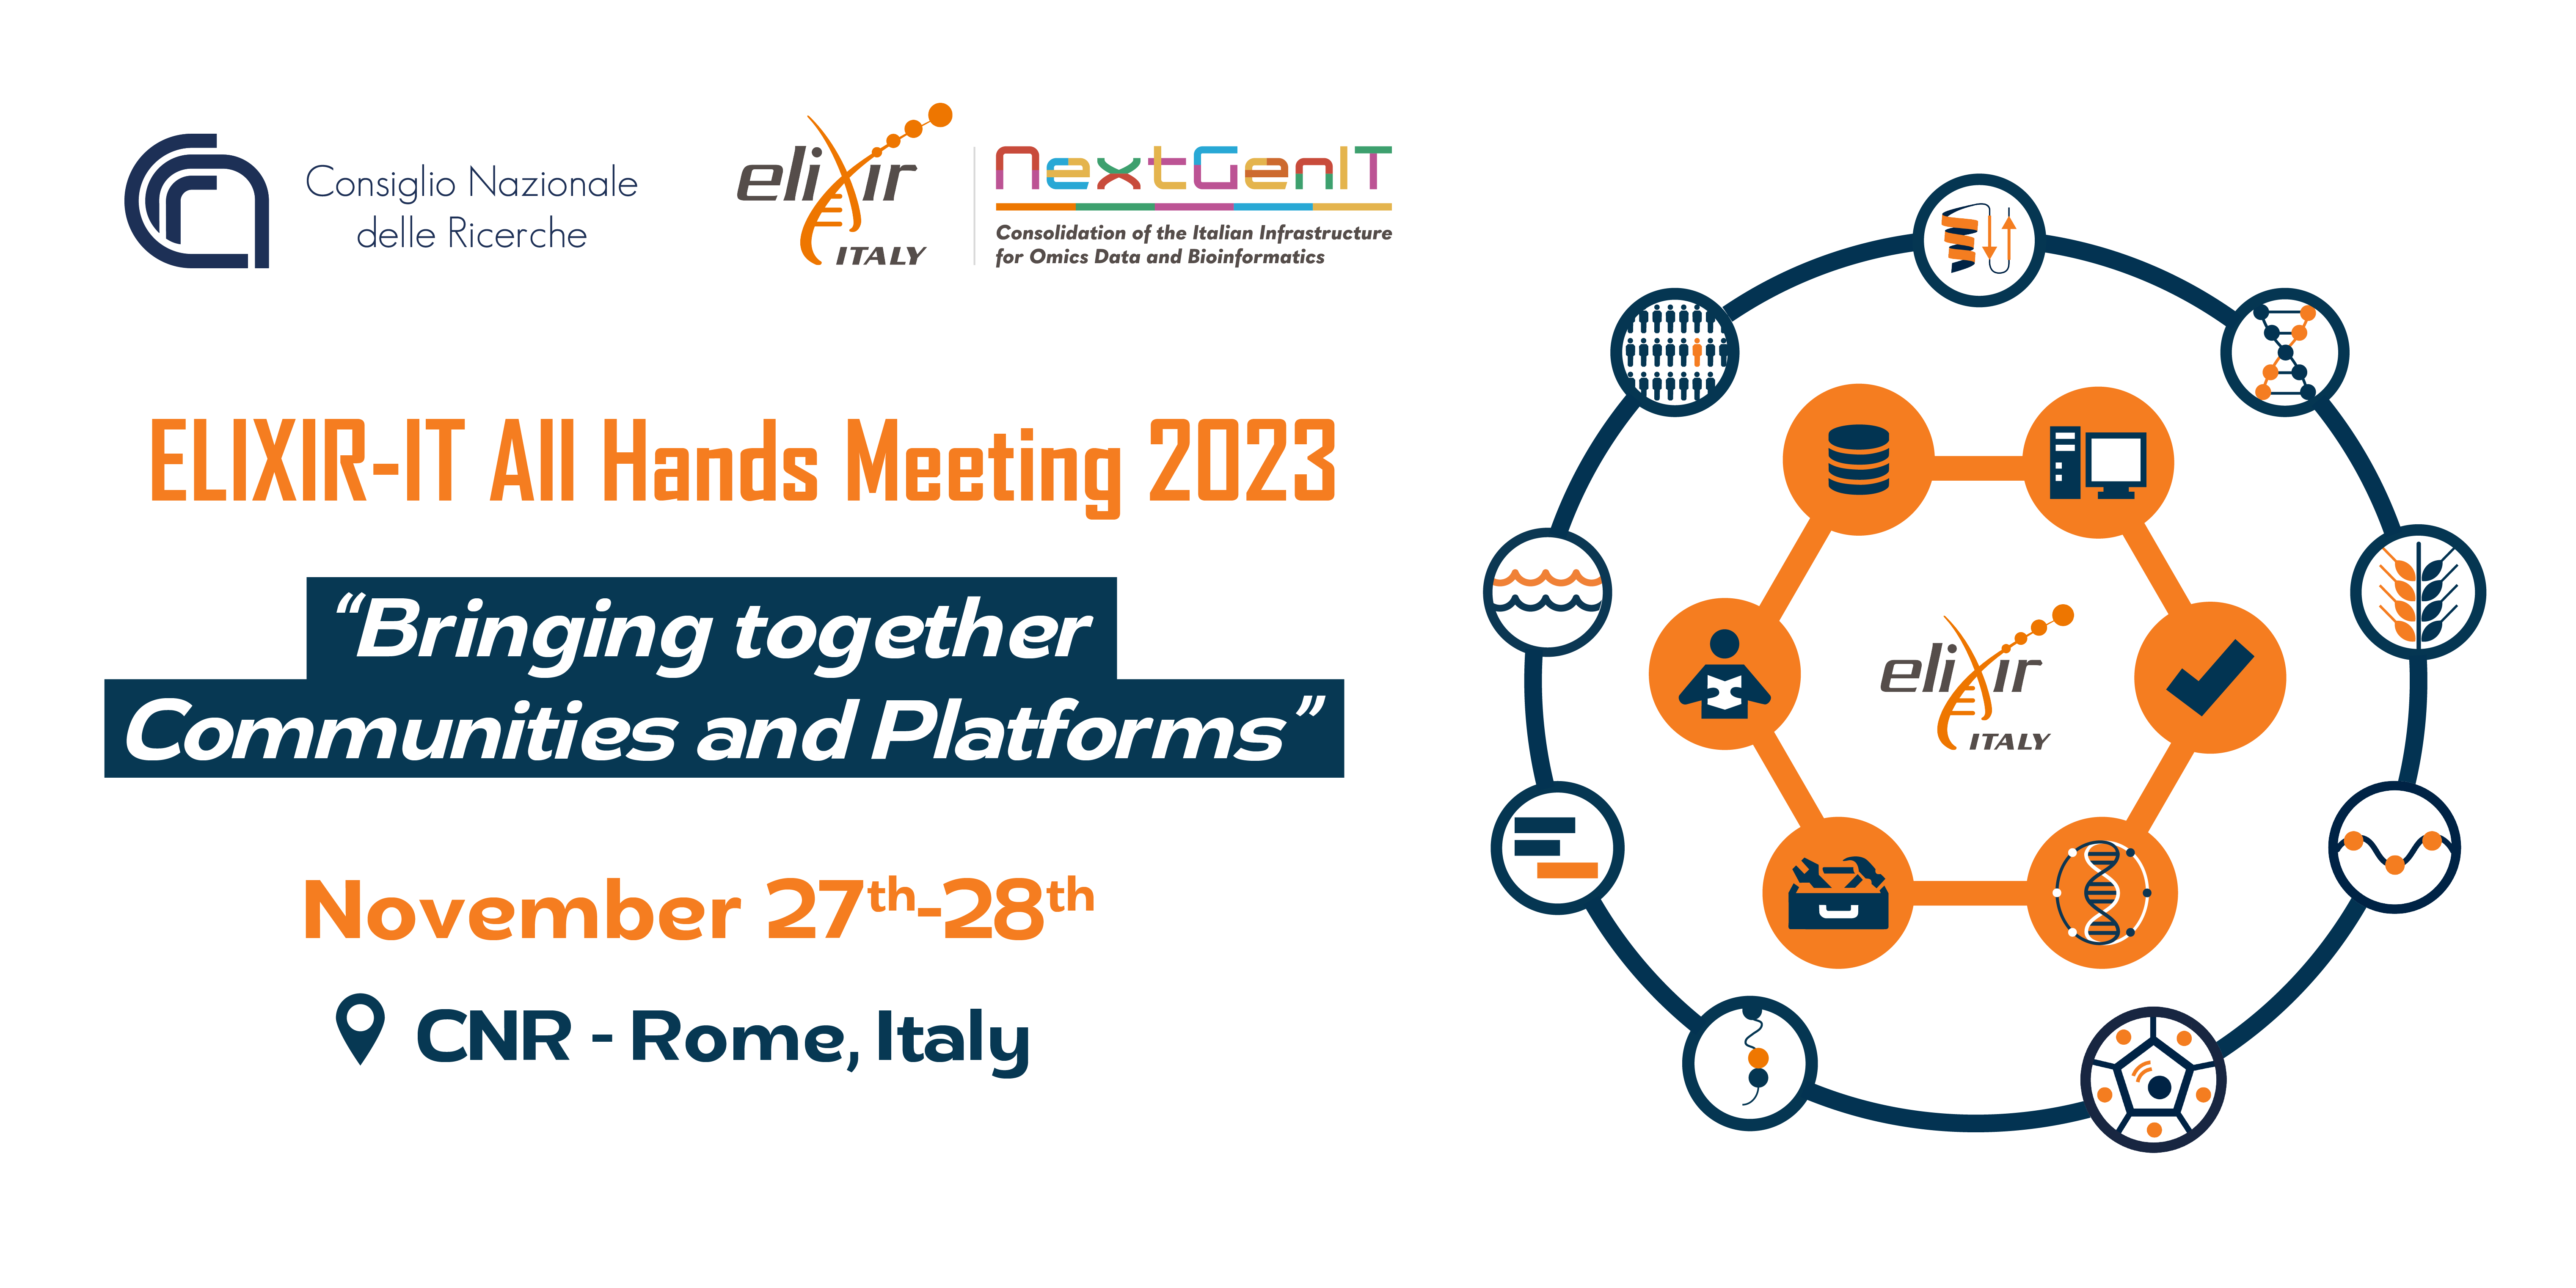 Consiglio Nazionale
delle Ricerche
elixir
ITALY
NextGenIT
Consolidation of the Italian Infrastructure
for Omics Data and Bioinformatics
ELIXIR-IT All Hands Meeting 2023
“Bringing together
Communities and Platforms”
November 27th-28th
CNR - Rome, Italy
elixir
ITALY